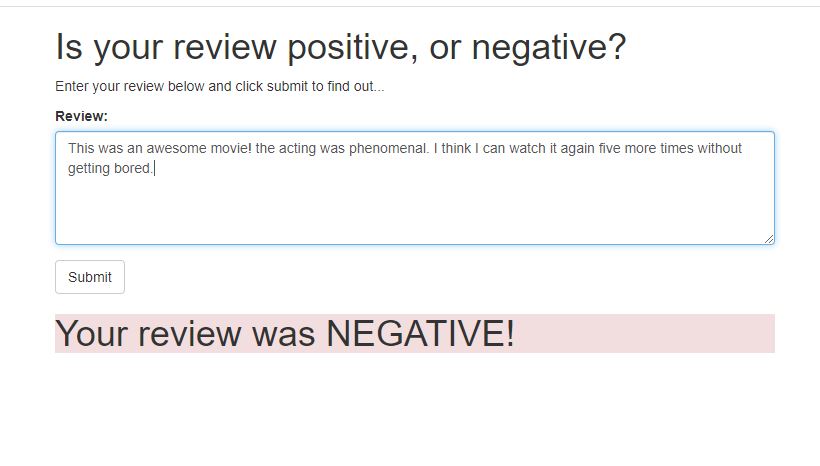 Is your review positive, or negative?
Enter your review below and click submit to find out...
Review:
This was an awesome movie! the acting was phenomenal. I think I can watch it again five more times without
getting bored.
Submit
Your review was NEGATIVE!